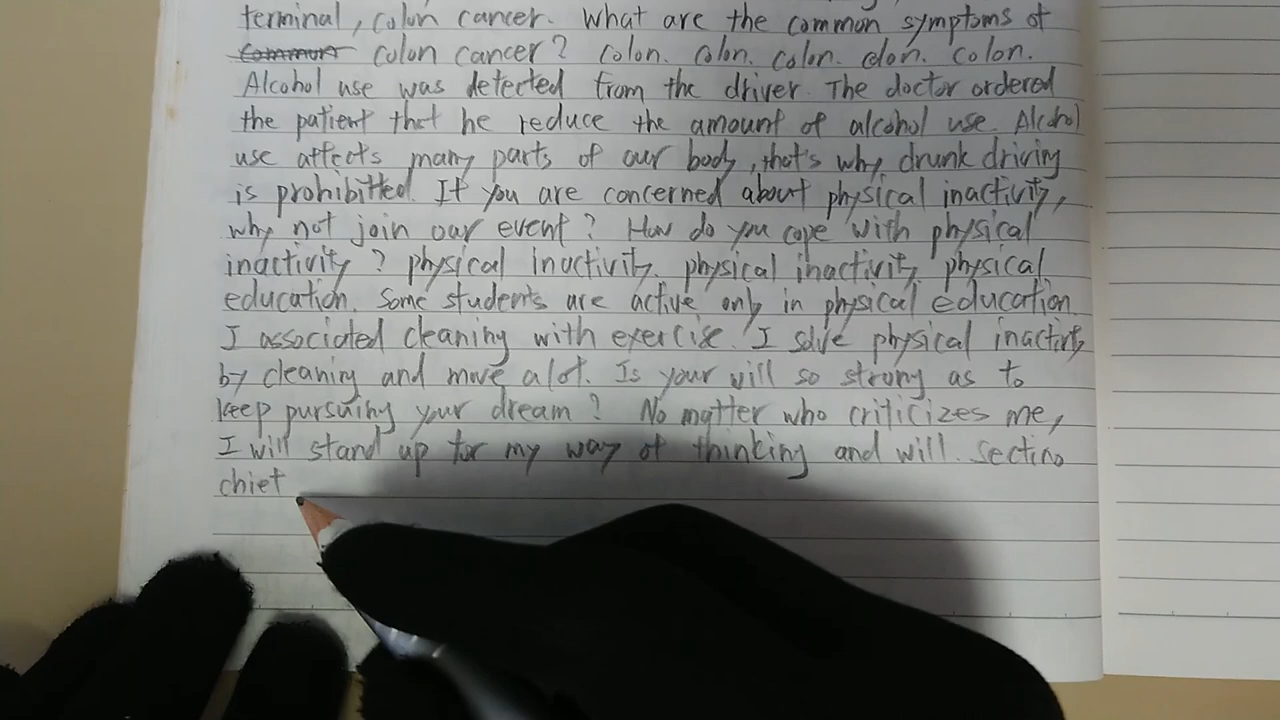 terminal, colon cancer. What are the common symptoms of
common colon cancer? colon. colon. colon. colon. colon.
Alcohol use was detected from the driver. The doctor ordered
the patient that he reduce the amount of alcohol use. Alcohol
use affects many parts of our body, that's why drunk driving
is prohibitted. If you are concerned about physical inactivity,
why not join our event? How do you cope with physical
inactivity? physical inactivity. physical inactivity physical
education. Some students are active only in physical education.
I associated cleaning with exercise. I solve physical inactivity
by cleaning and move alot. Is your will so strong as to
keep pursuing your dream? No matter who criticizes me,
I will stand up for my way of thinking and will. section
chief